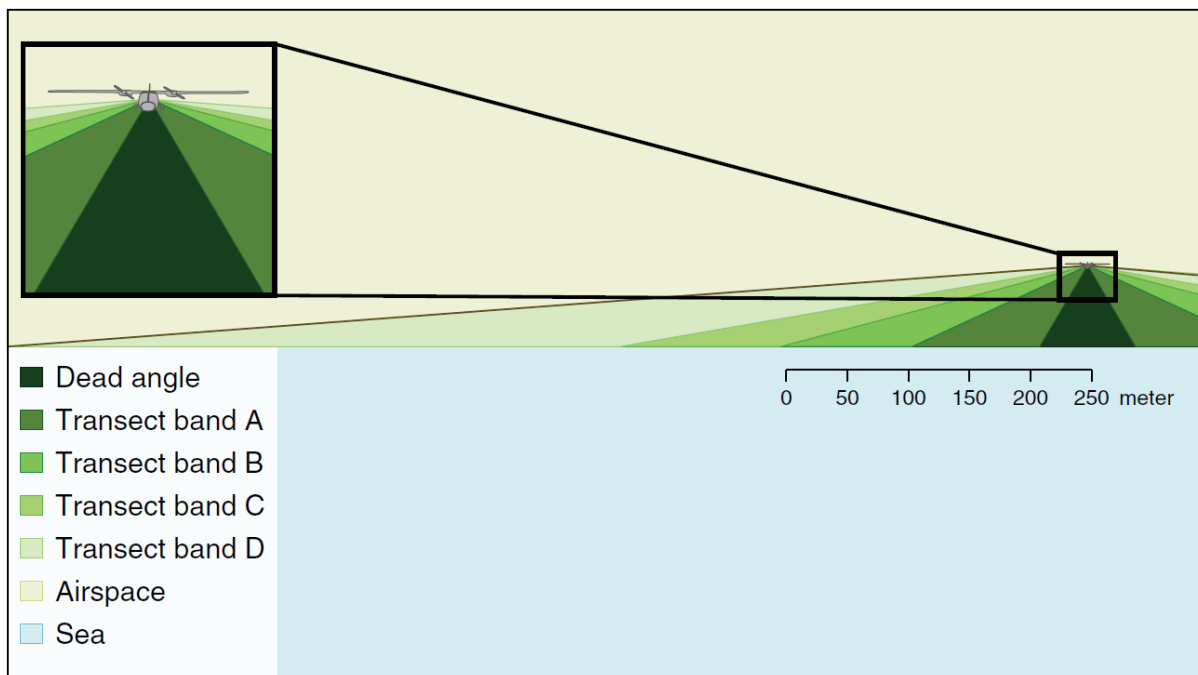 Dead angle
Transect band A
Transect band B
Transect band C
Transect band D
Airspace
Sea
0 50 100 150 200 250 meter